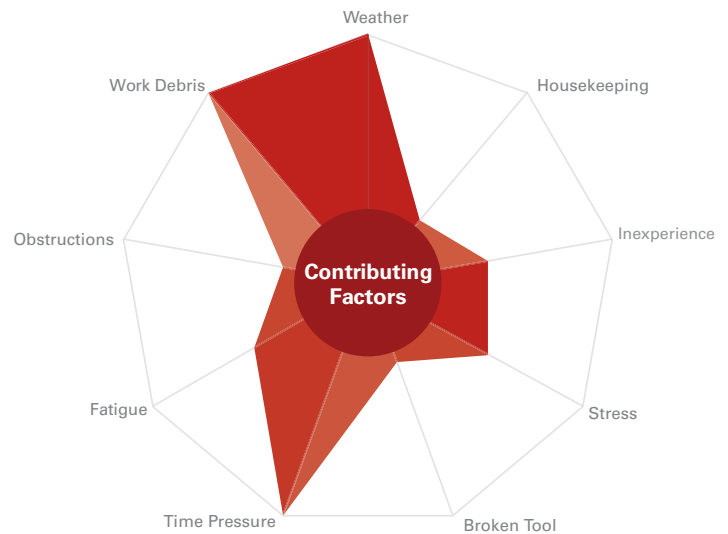 Weather
Work Debris
Housekeeping
Obstructions
Inexperience
Contributing
Factors
Fatigue
Stress
Time Pressure
Broken Tool